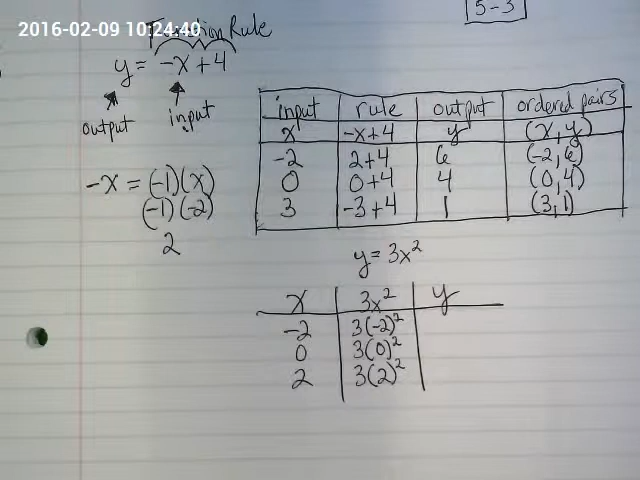 5-3
2016-02-09 10:24:40
Function Rule
y = -x + 4
output
input
-x = (-1)(x)
(-1)(-2)
2
input rule output ordered pairs
x -x+4 y (x, y)
-2 2+4 6 (-2, 6)
0 0+4 4 (0, 4)
3 -3+4 1 (3, 1)
y = 3x²
x 3x² y
-2 3(-2)²
0 3(0)²
2 3(2)²